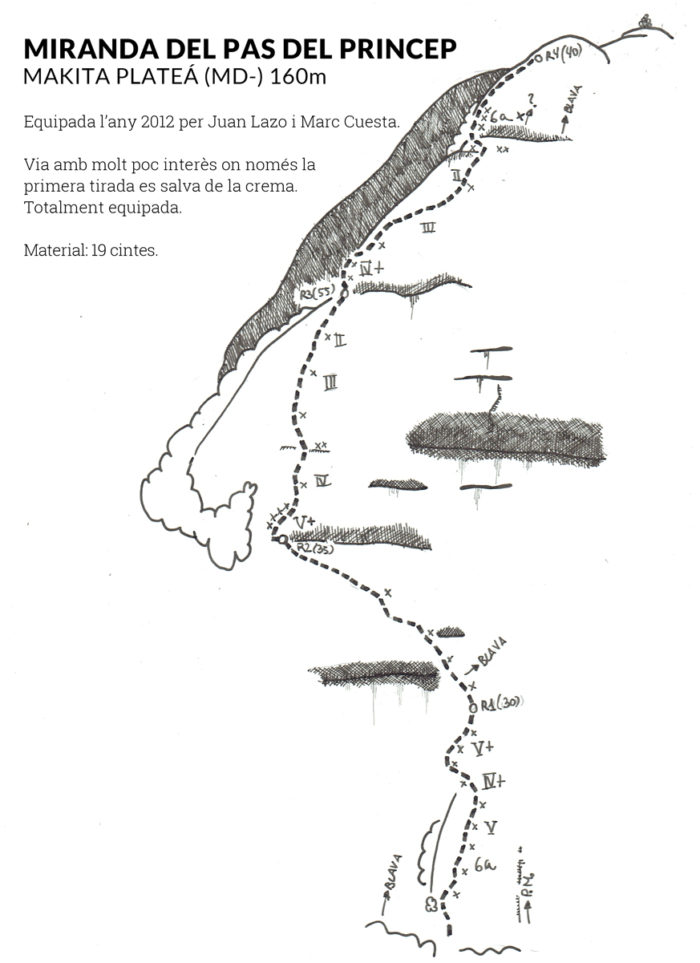 MIRANDA DEL PAS DEL PRINCEP
MAKITA PLATEÁ (MD-) 160m
Equipada l'any 2012 per Juan Lazo i Marc Cuesta.
Via amb molt poc interès on només la
primera tirada es salva de la crema.
Totalment equipada.
Material: 19 cintes.
R4(40)
6a x ?
BLAVA
II
III
IV+
R3(55)
II
III
IV
V+
R2(35)
BLAVA
R1(30)
V+
IV+
V
6a
BLAVA
P.M.